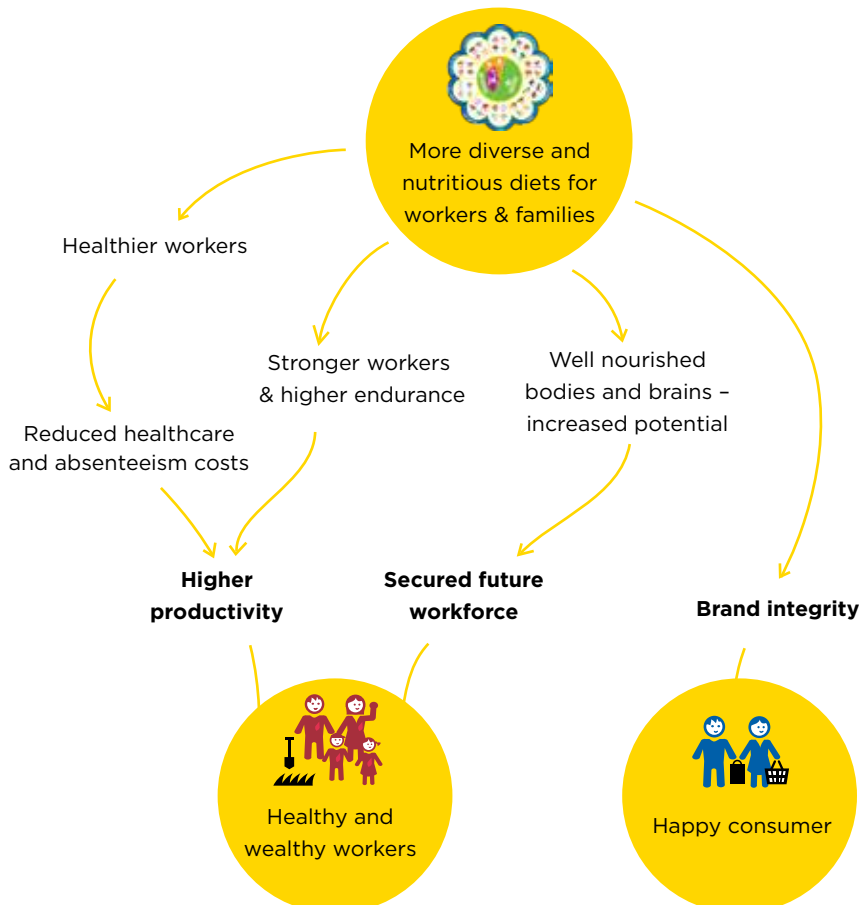 More diverse and
nutritious diets for
workers & families
Healthier workers
Stronger workers
& higher endurance
Well nourished
bodies and brains –
increased potential
Reduced healthcare
and absenteeism costs
Higher
productivity
Secured future
workforce
Brand integrity
Healthy and
wealthy workers
Happy consumer